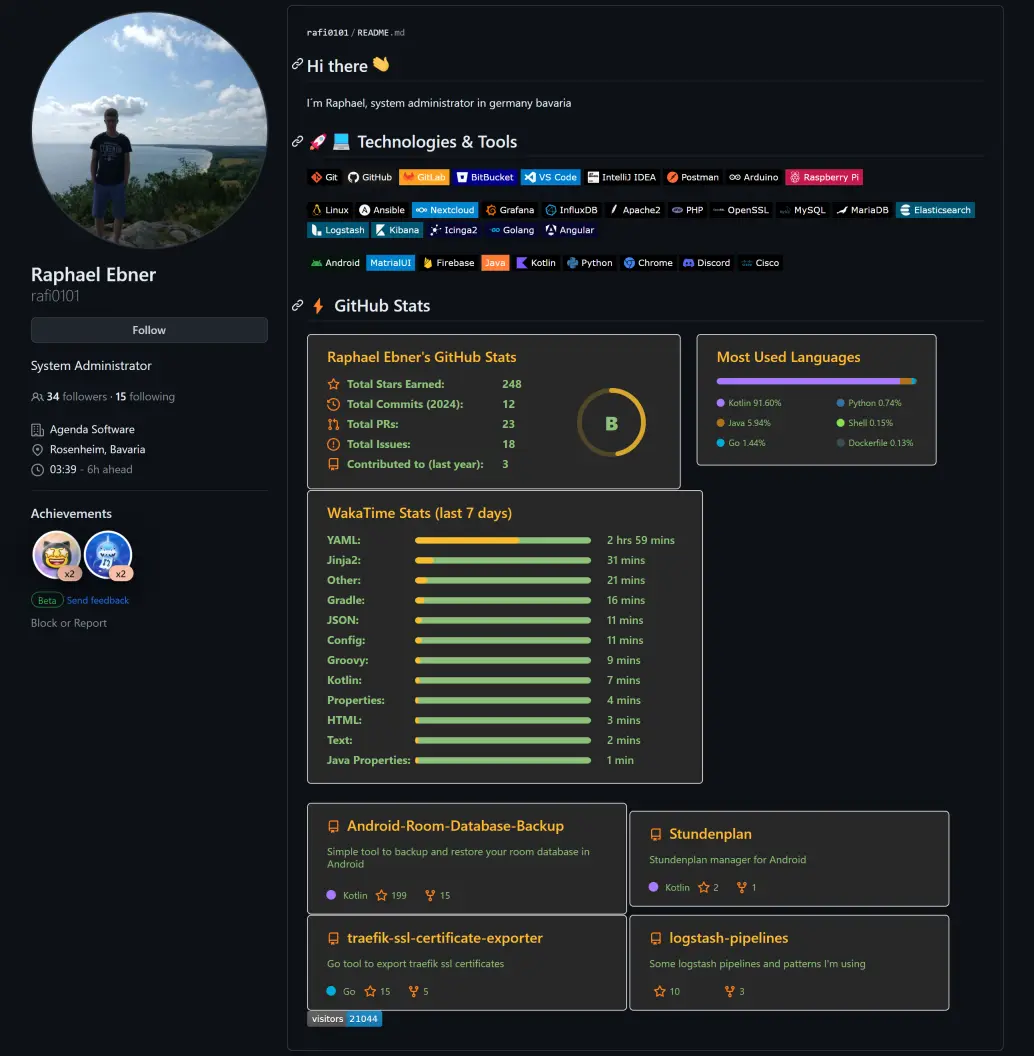 Raphael Ebner
rafi0101
Follow
System Administrator
34 followers · 15 following
Agenda Software
Rosenheim, Bavaria
03:39 - 6h ahead
Achievements
x2 x2
Beta Send feedback
Block or Report
rafi0101 / README.md
Hi there 👋
I´m Raphael, system administrator in germany bavaria
🚀 💻 Technologies & Tools
Git GitHub GitLab BitBucket VS Code IntelliJ IDEA Postman Arduino Raspberry Pi
Linux Ansible Nextcloud Grafana InfluxDB Apache2 PHP OpenSSL MySQL MariaDB Elasticsearch
Logstash Kibana Icinga2 Golang Angular
Android MatrialUI Firebase Java Kotlin Python Chrome Discord Cisco
⚡ GitHub Stats
Raphael Ebner's GitHub Stats
Total Stars Earned: 248
Total Commits (2024): 12
Total PRs: 23
Total Issues: 18
Contributed to (last year): 3
B
Most Used Languages
Kotlin 91.60% Python 0.74%
Java 5.94% Shell 0.15%
Go 1.44% Dockerfile 0.13%
WakaTime Stats (last 7 days)
YAML: 2 hrs 59 mins
Jinja2: 31 mins
Other: 21 mins
Gradle: 16 mins
JSON: 11 mins
Config: 11 mins
Groovy: 9 mins
Kotlin: 7 mins
Properties: 4 mins
HTML: 3 mins
Text: 2 mins
Java Properties: 1 min
Android-Room-Database-Backup
Simple tool to backup and restore your room database in
Android
Kotlin 199 15
Stundenplan
Stundenplan manager for Android
Kotlin 2 1
traefik-ssl-certificate-exporter
Go tool to export traefik ssl certificates
Go 15 5
logstash-pipelines
Some logstash pipelines and patterns I'm using
10 3
visitors 21044